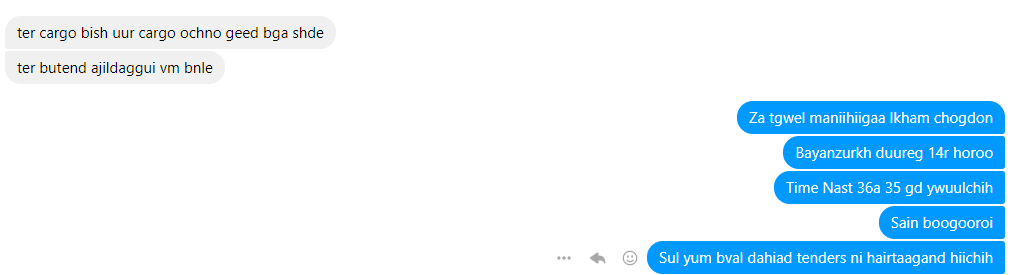 ter cargo bish uur cargo ochno geed bga shde
ter butend ajildaggui vm bnle
Za tgwel maniihiigaa lkham chogdon
Bayanzurkh duureg 14r horoo
Time Nast 36a 35 gd ywuulchih
Sain boogooroi
Sul yum bval dahiad tenders ni hairtaagand hiichih